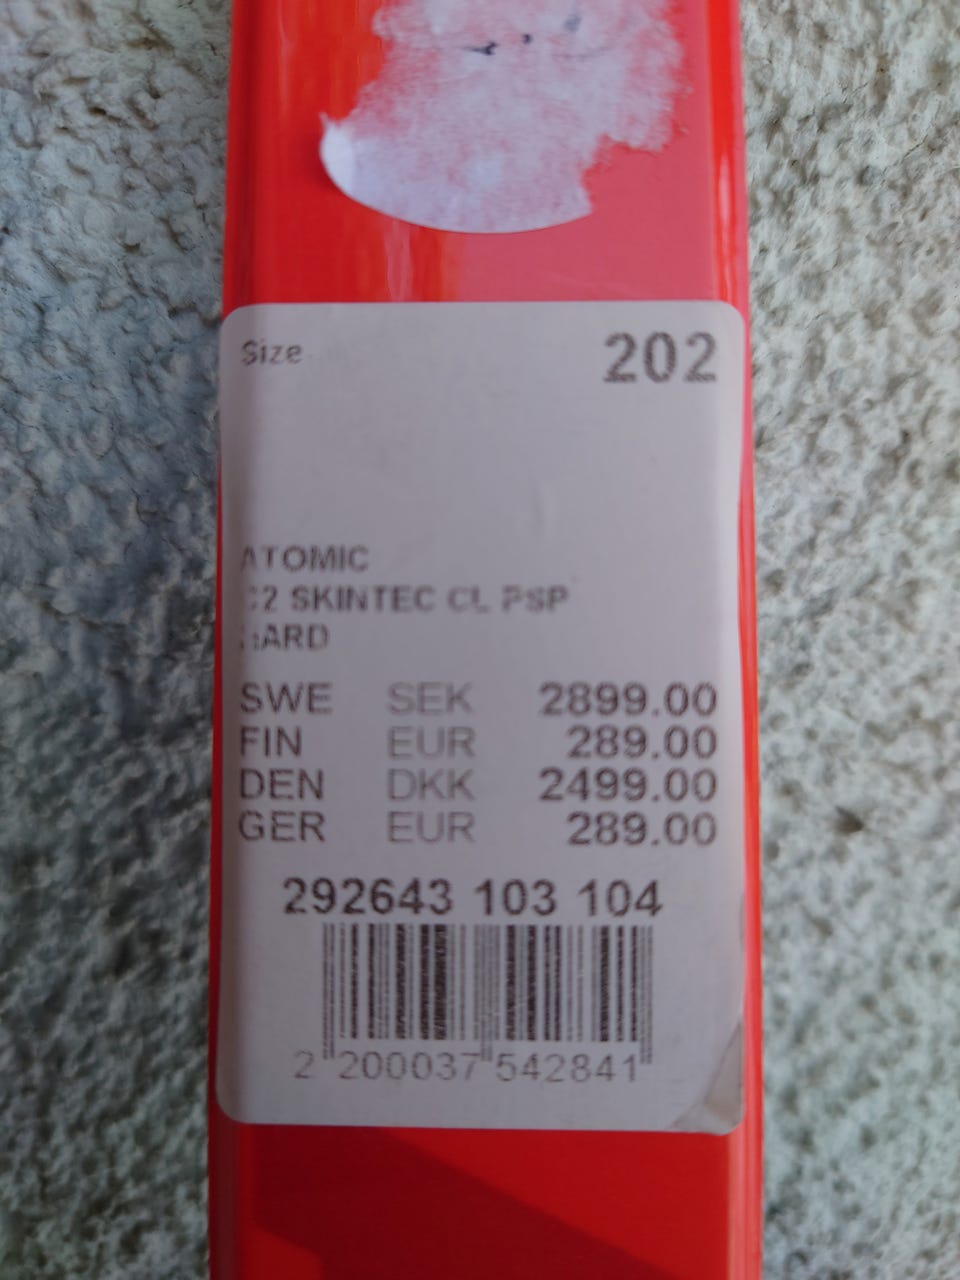 Size 202
ATOMIC
SKINTEC CL PSP
SWE SEK 2899.00
FIN EUR 289.00
DEN DKK 2499.00
GER EUR 289.00
292643 103 104
2 200037 542841